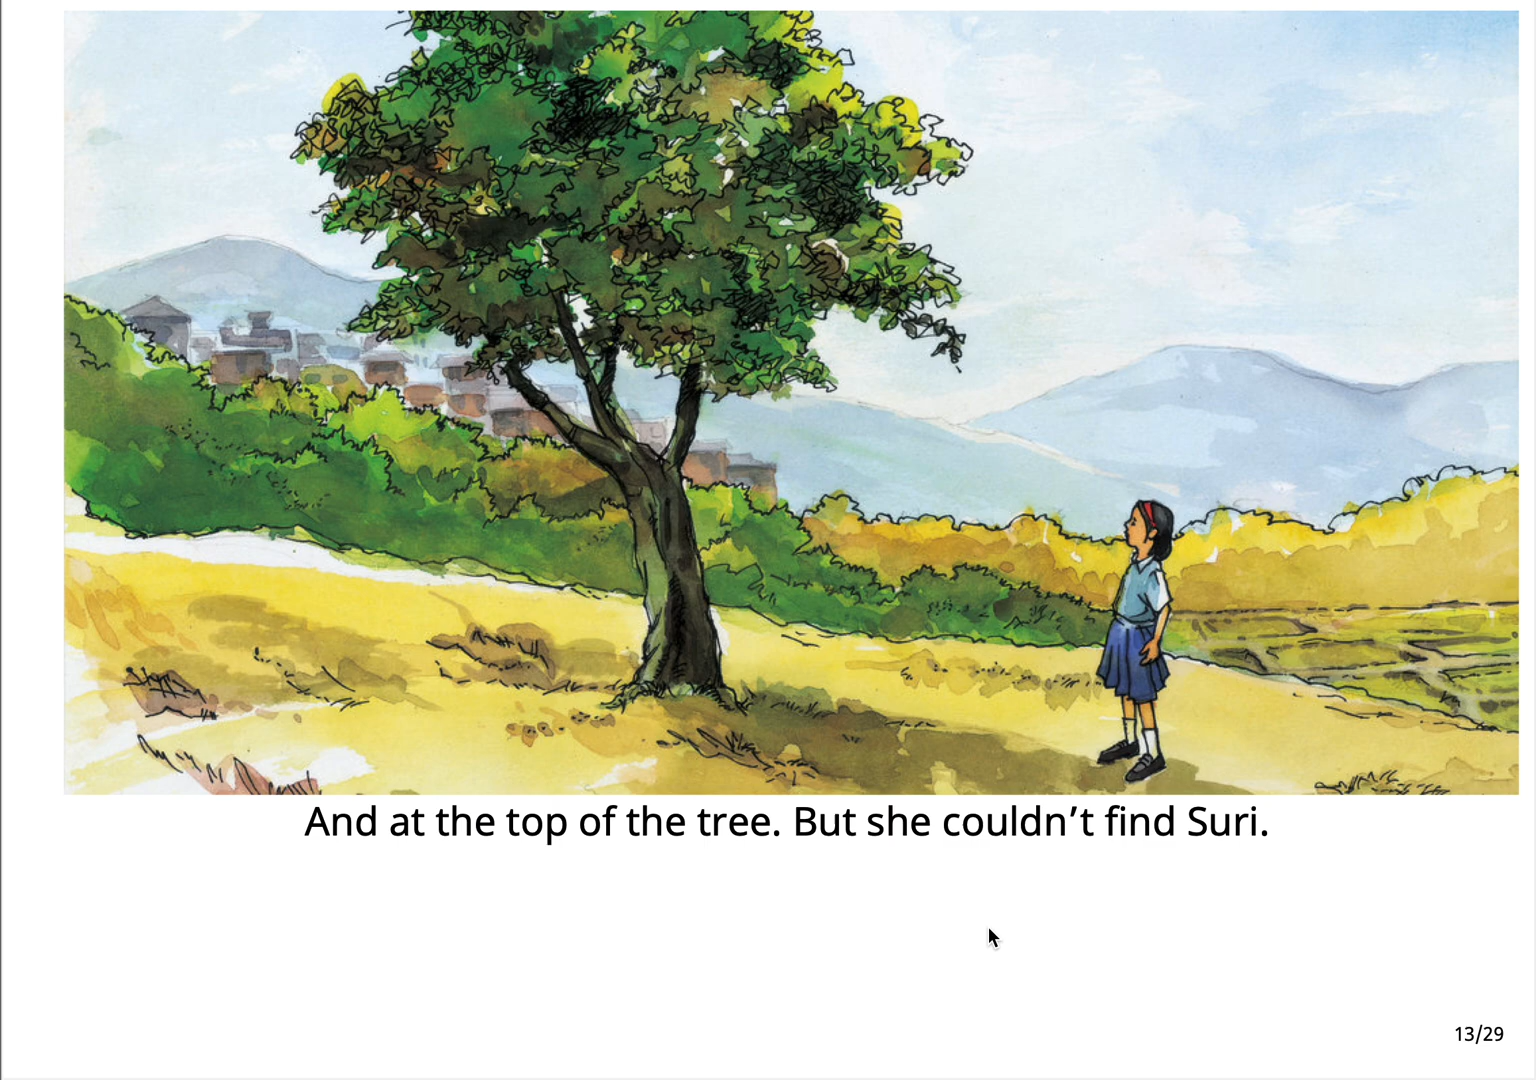 And at the top of the tree. But she couldn’t find Suri.
13/29